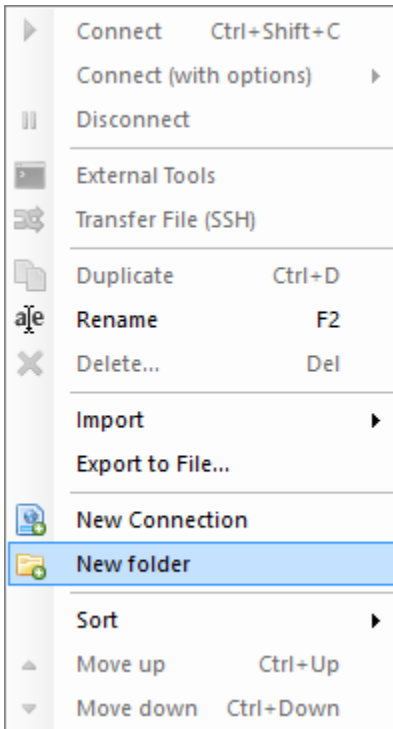 Connect Ctrl+Shift+C
Connect (with options)
Disconnect
External Tools
Transfer File (SSH)
Duplicate Ctrl+D
Rename F2
Delete... Del
Import
Export to File...
New Connection
New folder
Sort
Move up Ctrl+Up
Move down Ctrl+Down